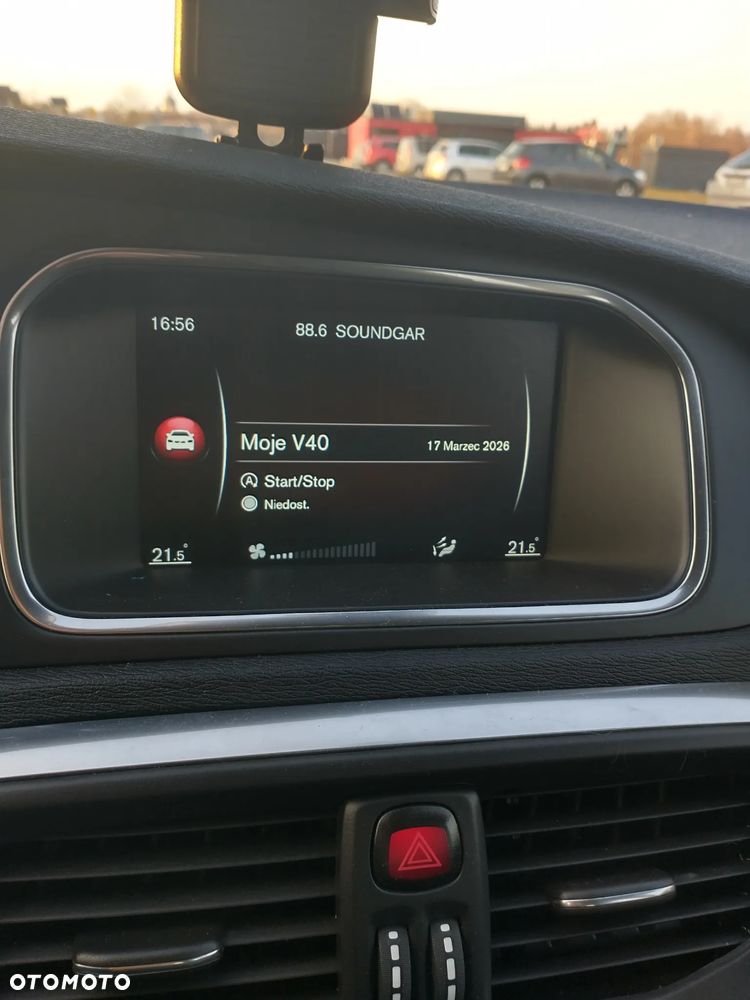 16:56
88.6 SOUNDGAR
Moje V40
17 Marzec 2026
Start/Stop
Niedost.
21.5°
21.5°
OTOMOTO